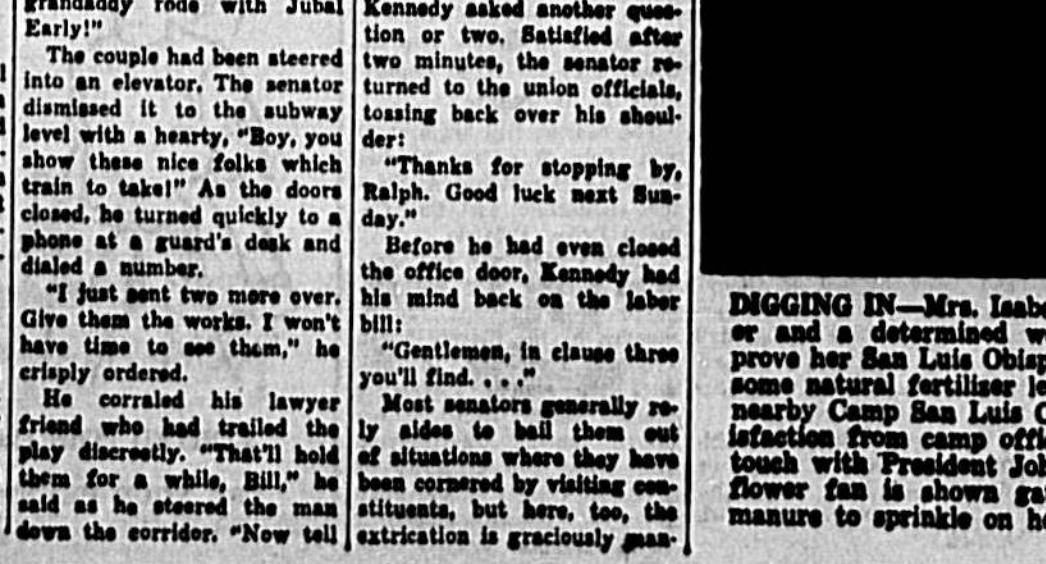 grandaddy rode with Jubal
Early!"
The couple had been steered
into an elevator. The senator
dismissed it to the subway
level with a hearty, "Boy, you
show these nice folks which
train to take!" As the doors
closed, he turned quickly to a
phone at a guard's desk and
dialed a number.
"I just sent two more over.
Give them the works. I won't
have time to see them," he
crisply ordered.
He corraled his lawyer
friend who had trailed the
play discreetly. "That'll hold
them for a while, Bill," he
said as he steered the man
down the corridor. "Now tell
Kennedy asked another ques-
tion or two. Satisfied after
two minutes, the senator re-
turned to the union officials,
tossing back over his shoul-
der:
"Thanks for stopping by,
Ralph. Good luck next Sun-
day."
Before he had even closed
the office door, Kennedy had
his mind back on the labor
bill:
"Gentlemen, in clause three
you'll find. . . ."
Most senators generally re-
ly aides to bail them out
of situations where they have
been cornered by visiting con-
stituents, but here, too, the
extrication is graciously man-
DIGGING IN—Mrs. Isabe
er and a determined w
prove her San Luis Obisp
some natural fertilizer le
nearby Camp San Luis O
isfaction from camp offi
touch with President Joh
flower fan is shown ga
manure to sprinkle on he